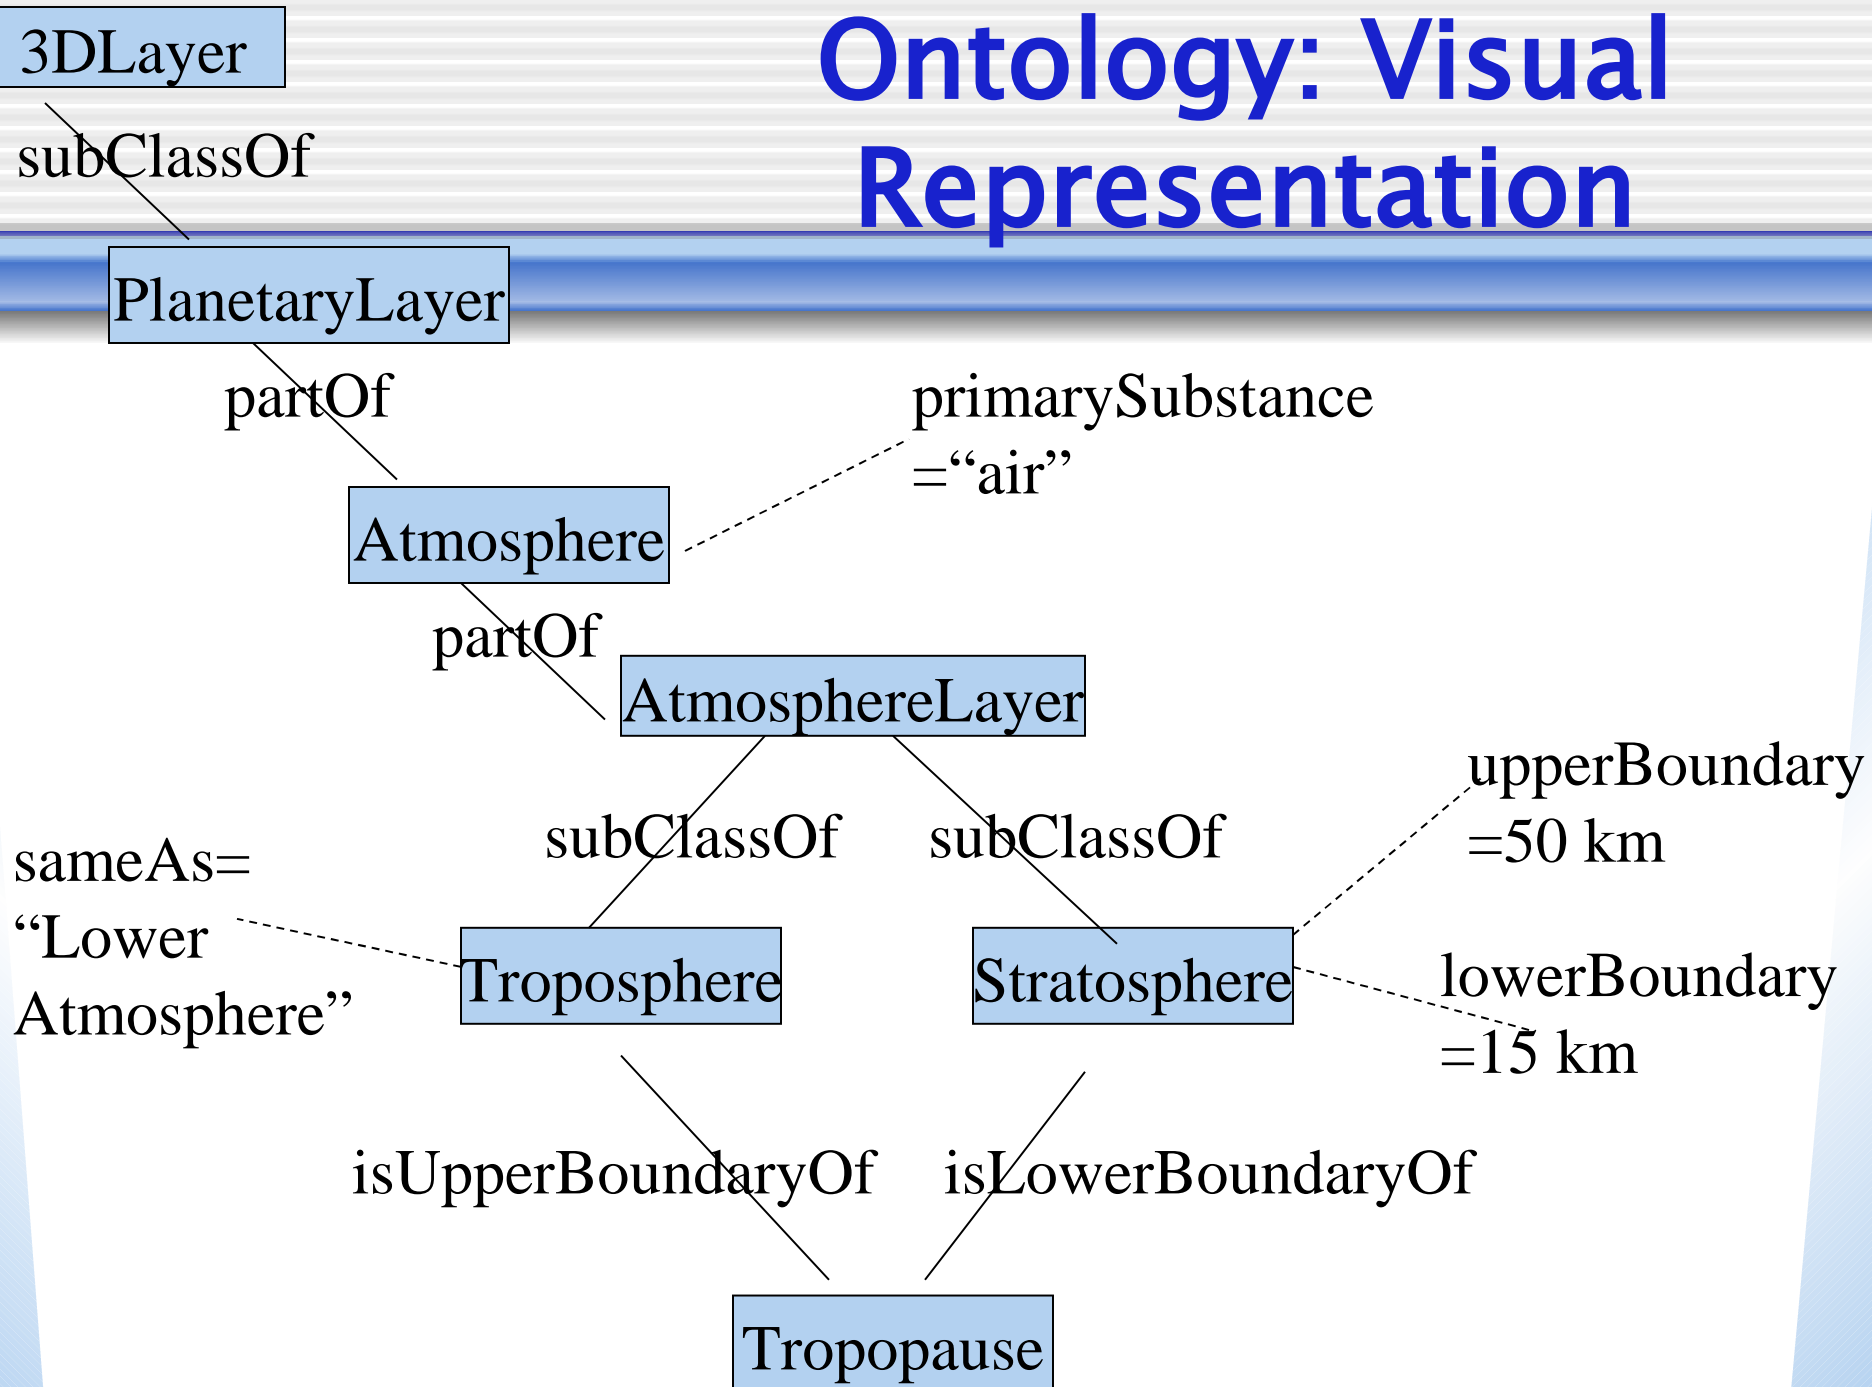 3DLayer
Ontology: Visual
Representation
subClassOf
PlanetaryLayer
partOf
primarySubstance
=“air”
Atmosphere
partOf
AtmosphereLayer
upperBoundary
=50 km
subClassOf
subClassOf
sameAs=
“Lower
Atmosphere”
Troposphere
Stratosphere
lowerBoundary
=15 km
isUpperBoundaryOf
isLowerBoundaryOf
Tropopause